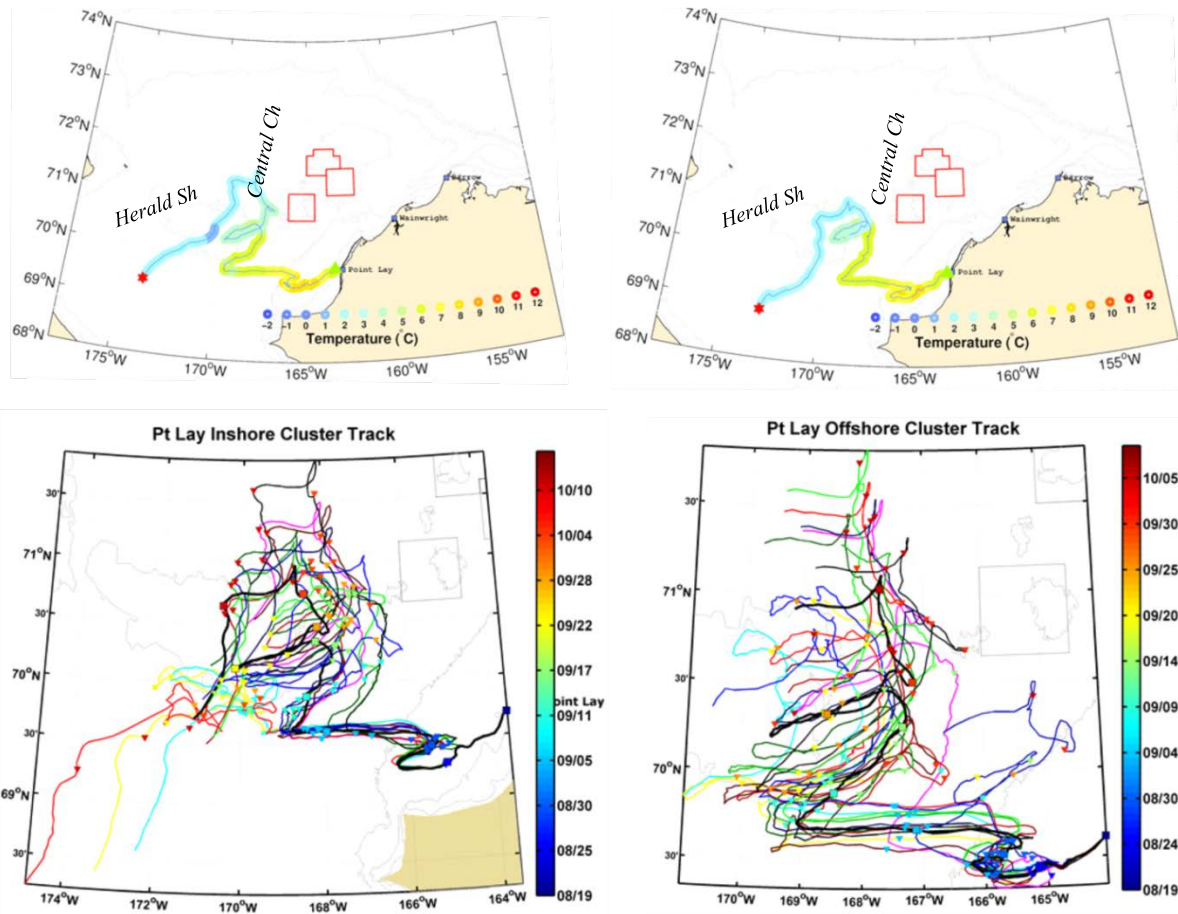 74°N
73°N
72°N
71°N
70°N
69°N
68°N
Herald Sh
Central Ch
Barrow
Wainwright
Point Lay
-2 -1 0 1 2 3 4 5 6 7 8 9 10 11 12
Temperature (°C)
175°W 170°W 165°W 160°W 155°W
74°N
73°N
72°N
71°N
70°N
69°N
68°N
Herald Sh
Central Ch
Barrow
Wainwright
Point Lay
-2 -1 0 1 2 3 4 5 6 7 8 9 10 11 12
Temperature (°C)
175°W 170°W 165°W 160°W 155°W
Pt Lay Inshore Cluster Track
30'
71°N
30'
70°N
30'
69°N
30'
174°W 172°W 170°W 168°W 166°W 164°W
10/10
10/04
09/28
09/22
09/17
oint Lay
09/11
09/05
08/30
08/25
08/19
Pt Lay Offshore Cluster Track
30'
71°N
30'
70°N
30'
170°W 169°W 168°W 167°W 166°W 165°W
10/05
09/30
09/25
09/20
09/14
09/09
09/04
08/30
08/24
08/19